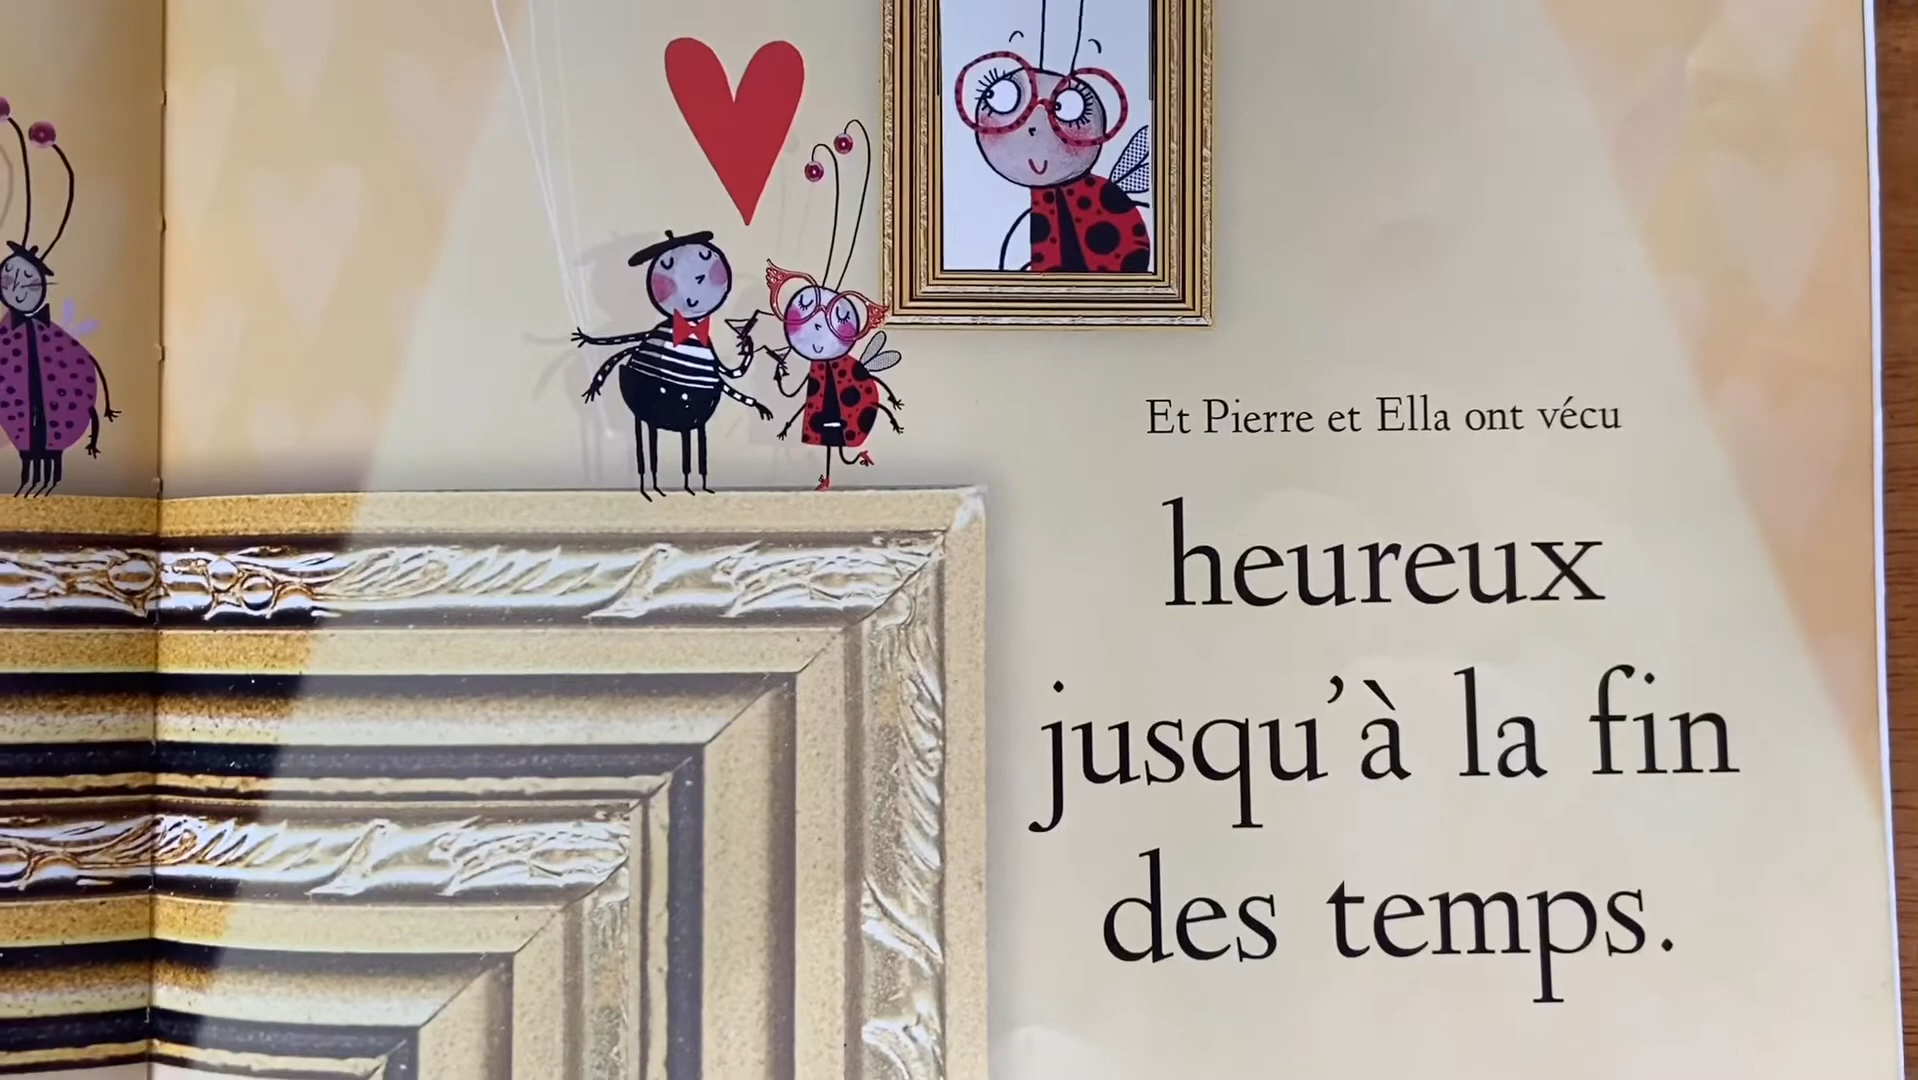 Et Pierre et Ella ont vécu
heureux
jusqu'à la fin
des temps.